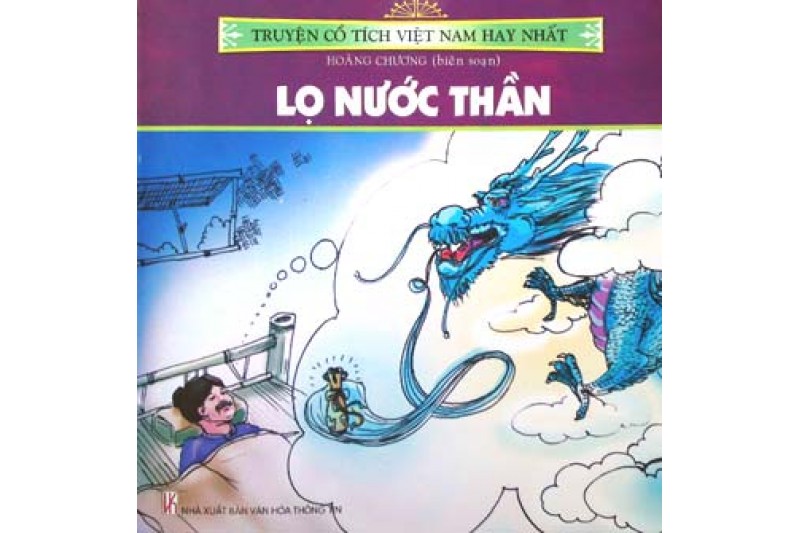 TRUYỆN CỔ TÍCH VIỆT NAM HAY NHẤT
HOÀNG CHƯƠNG (biên soạn)
LỌ NƯỚC THẦN
NHÀ XUẤT BẢN VĂN HÓA THÔNG TIN